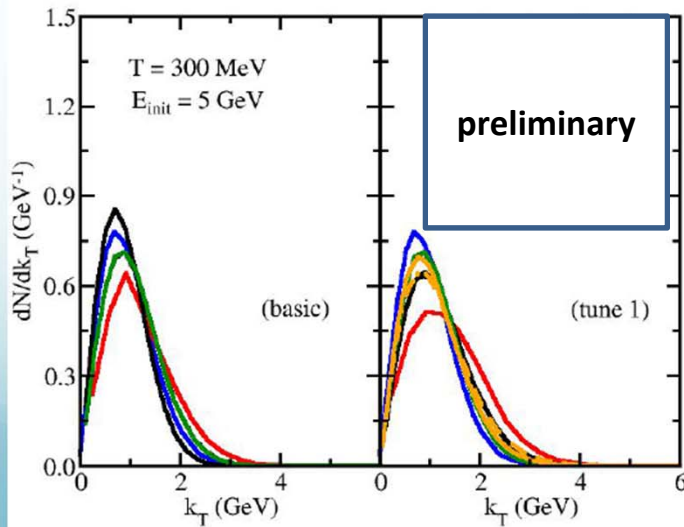 1.5
1.2
0.9
0.6
0.3
0.0
dN/dk_T (GeV⁻¹)
T = 300 MeV
E_init = 5 GeV
(basic)
preliminary
(tune 1)
0 2 4 0 2 4 6
k_T (GeV) k_T (GeV)